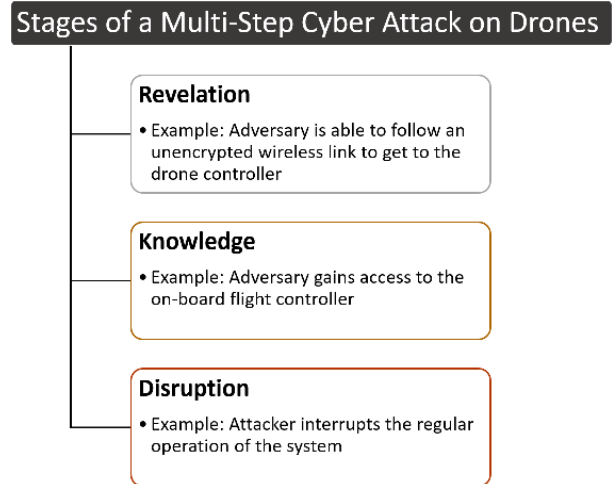 Stages of a Multi-Step Cyber Attack on Drones
Revelation
• Example: Adversary is able to follow an
unencrypted wireless link to get to the
drone controller
Knowledge
• Example: Adversary gains access to the
on-board flight controller
Disruption
• Example: Attacker interrupts the regular
operation of the system